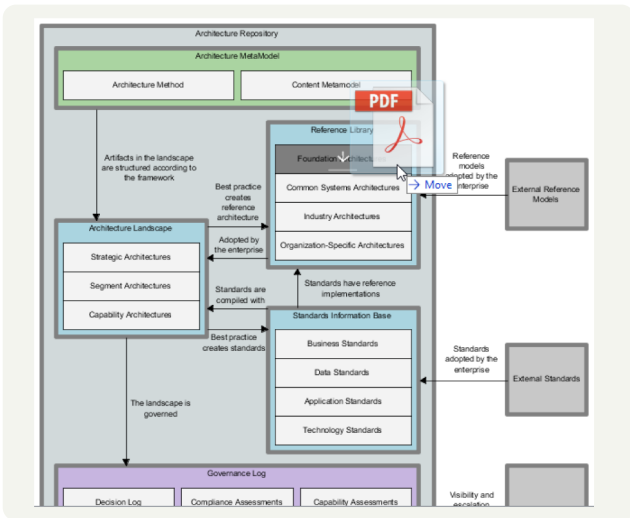 Architecture Repository
Architecture MetaModel
Architecture Method
Content Metamodel
PDF
Reference Library
Artifacts in the landscape
are structured according to
the framework
Best practice
creates
reference
architecture
Common Systems Architectures
Industry Architectures
Organization-Specific Architectures
Reference
models
adopted by the
enterprise
Move
External Reference
Models
Architecture Landscape
Strategic Architectures
Segment Architectures
Capability Architectures
Adopted by
the enterprise
Standards are
compiled with
Standards have reference
implementations
Best practice
creates standards
Standards Information Base
Business Standards
Data Standards
Application Standards
Technology Standards
Standards
adopted by the
enterprise
External Standards
The landscape is
governed
Governance Log
Decision Log
Compliance Assessments
Capability Assessments
Visibility and
escalation